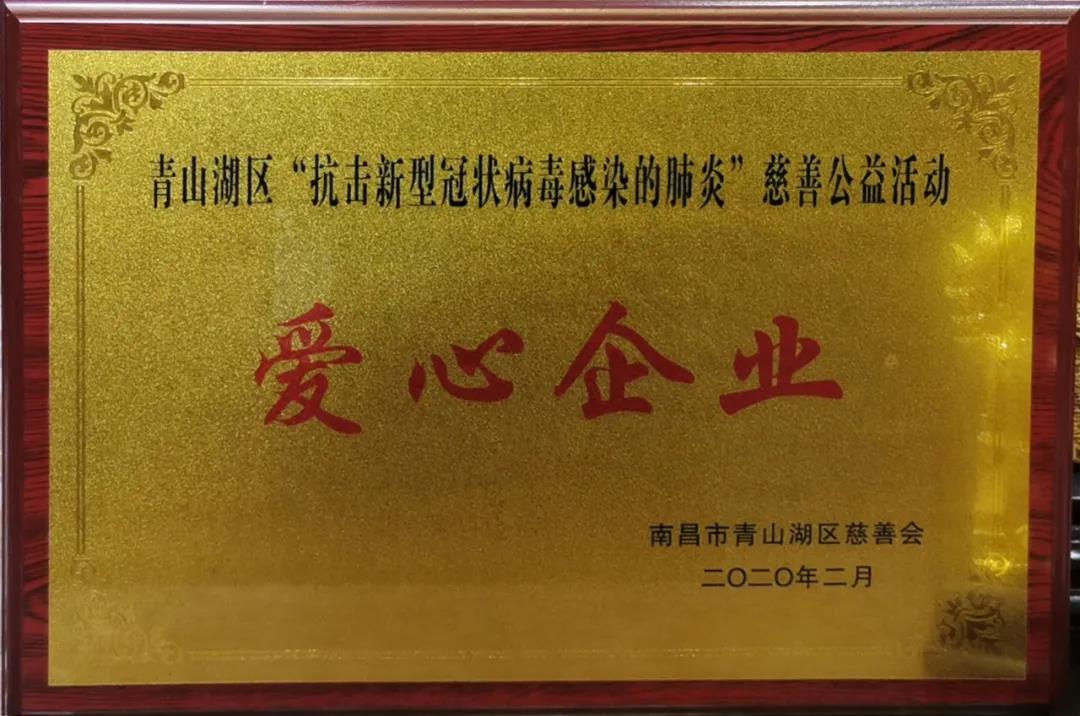 青山湖区“抗击新型冠状病毒感染的肺炎”慈善公益活动
爱心企业
南昌市青山湖区慈善会
二〇二〇年二月